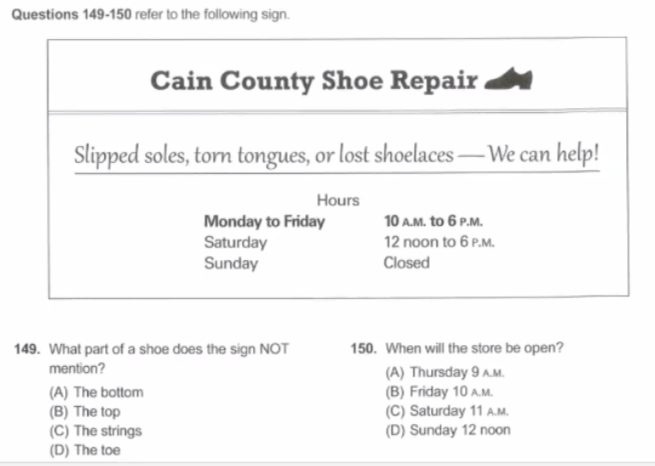 Questions 149-150 refer to the following sign.
Cain County Shoe Repair
Slipped soles, torn tongues, or lost shoelaces — We can help!
Hours
Monday to Friday 10 A.M. to 6 P.M.
Saturday 12 noon to 6 P.M.
Sunday Closed
149. What part of a shoe does the sign NOT
mention?
(A) The bottom
(B) The top
(C) The strings
(D) The toe
150. When will the store be open?
(A) Thursday 9 A.M.
(B) Friday 10 A.M.
(C) Saturday 11 A.M.
(D) Sunday 12 noon